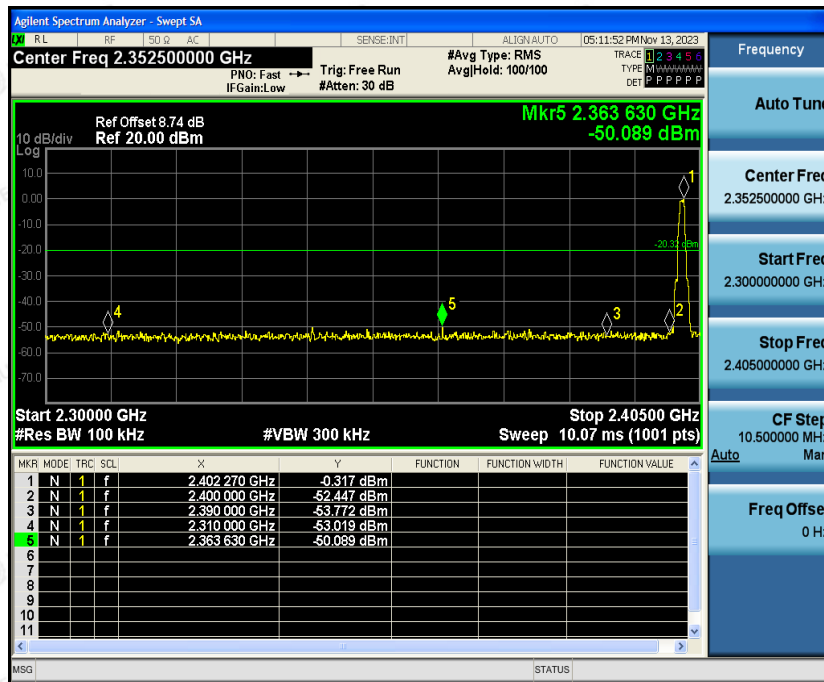 Agilent Spectrum Analyzer - Swept SA
LXI RL RF 50 Ω AC SENSE:INT ALIGN AUTO 05:11:52 PM Nov 13, 2023
Center Freq 2.352500000 GHz
PNO: Fast
IFGain:Low
Trig: Free Run
#Atten: 30 dB
#Avg Type: RMS
Avg|Hold: 100/100
TRACE 1 2 3 4 5 6
TYPE M WWWWW
DET P P P P P P
Frequency
Auto Tune
Center Freq
2.352500000 GHz
Start Freq
2.300000000 GHz
Stop Freq
2.405000000 GHz
CF Step
10.500000 MHz
Auto Man
Freq Offset
0 Hz
Mkr5 2.363 630 GHz
-50.089 dBm
Ref Offset 8.74 dB
10 dB/div Ref 20.00 dBm
Log
10.0
0.00
-10.0
-20.0
-30.0
-40.0
-50.0
-60.0
-70.0
-20.32 dBm
1
2
3
4
5
Start 2.30000 GHz Stop 2.40500 GHz
#Res BW 100 kHz #VBW 300 kHz Sweep 10.07 ms (1001 pts)
MKR MODE TRC SCL X Y FUNCTION FUNCTION WIDTH FUNCTION VALUE
1 N 1 f 2.402 270 GHz -0.317 dBm
2 N 1 f 2.400 000 GHz -52.447 dBm
3 N 1 f 2.390 000 GHz -53.772 dBm
4 N 1 f 2.310 000 GHz -53.019 dBm
5 N 1 f 2.363 630 GHz -50.089 dBm
6
7
8
9
10
11
MSG STATUS